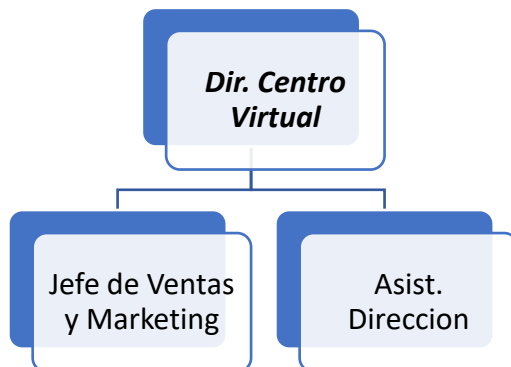 Dir. Centro
Virtual
Jefe de Ventas
y Marketing
Asist.
Direccion